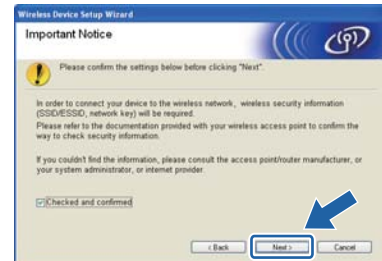 Wireless Device Setup Wizard
Important Notice
Please confirm the settings below before clicking "Next".
In order to connect your device to the wireless network, wireless security information
(SSID/ESSID, network key) will be required.
Please refer to the documentation provided with your wireless access point to confirm the
way to check security information.
If you couldn't find the information, please consult the access point/router manufacturer, or
your system administrator, or internet provider.
Checked and confirmed
< Back
Next >
Cancel